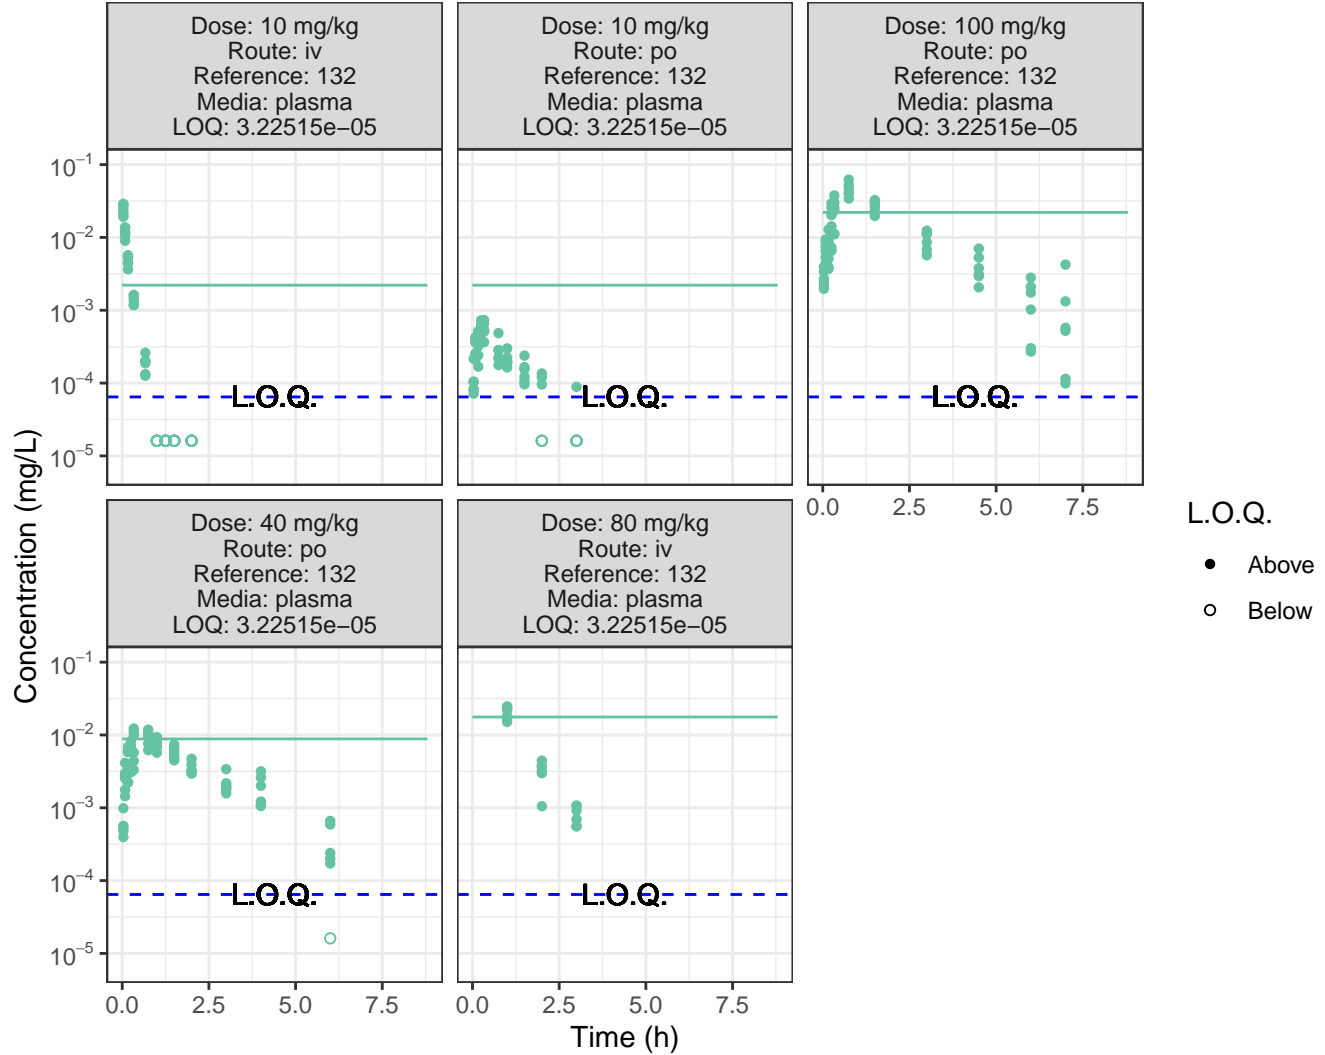 Dose: 10 mg/kg
Route: iv
Reference: 132
Media: plasma
LOQ: 3.22515e−05
Dose: 10 mg/kg
Route: po
Reference: 132
Media: plasma
LOQ: 3.22515e−05
Dose: 100 mg/kg
Route: po
Reference: 132
Media: plasma
LOQ: 3.22515e−05
10⁻¹
10⁻²
10⁻³
10⁻⁴
10⁻⁵
L.O.Q.
L.O.Q.
L.O.Q.
0.0 2.5 5.0 7.5
Dose: 40 mg/kg
Route: po
Reference: 132
Media: plasma
LOQ: 3.22515e−05
Dose: 80 mg/kg
Route: iv
Reference: 132
Media: plasma
LOQ: 3.22515e−05
10⁻¹
10⁻²
10⁻³
10⁻⁴
10⁻⁵
L.O.Q.
L.O.Q.
0.0 2.5 5.0 7.5
0.0 2.5 5.0 7.5
Time (h)
Concentration (mg/L)
L.O.Q.
Above
Below